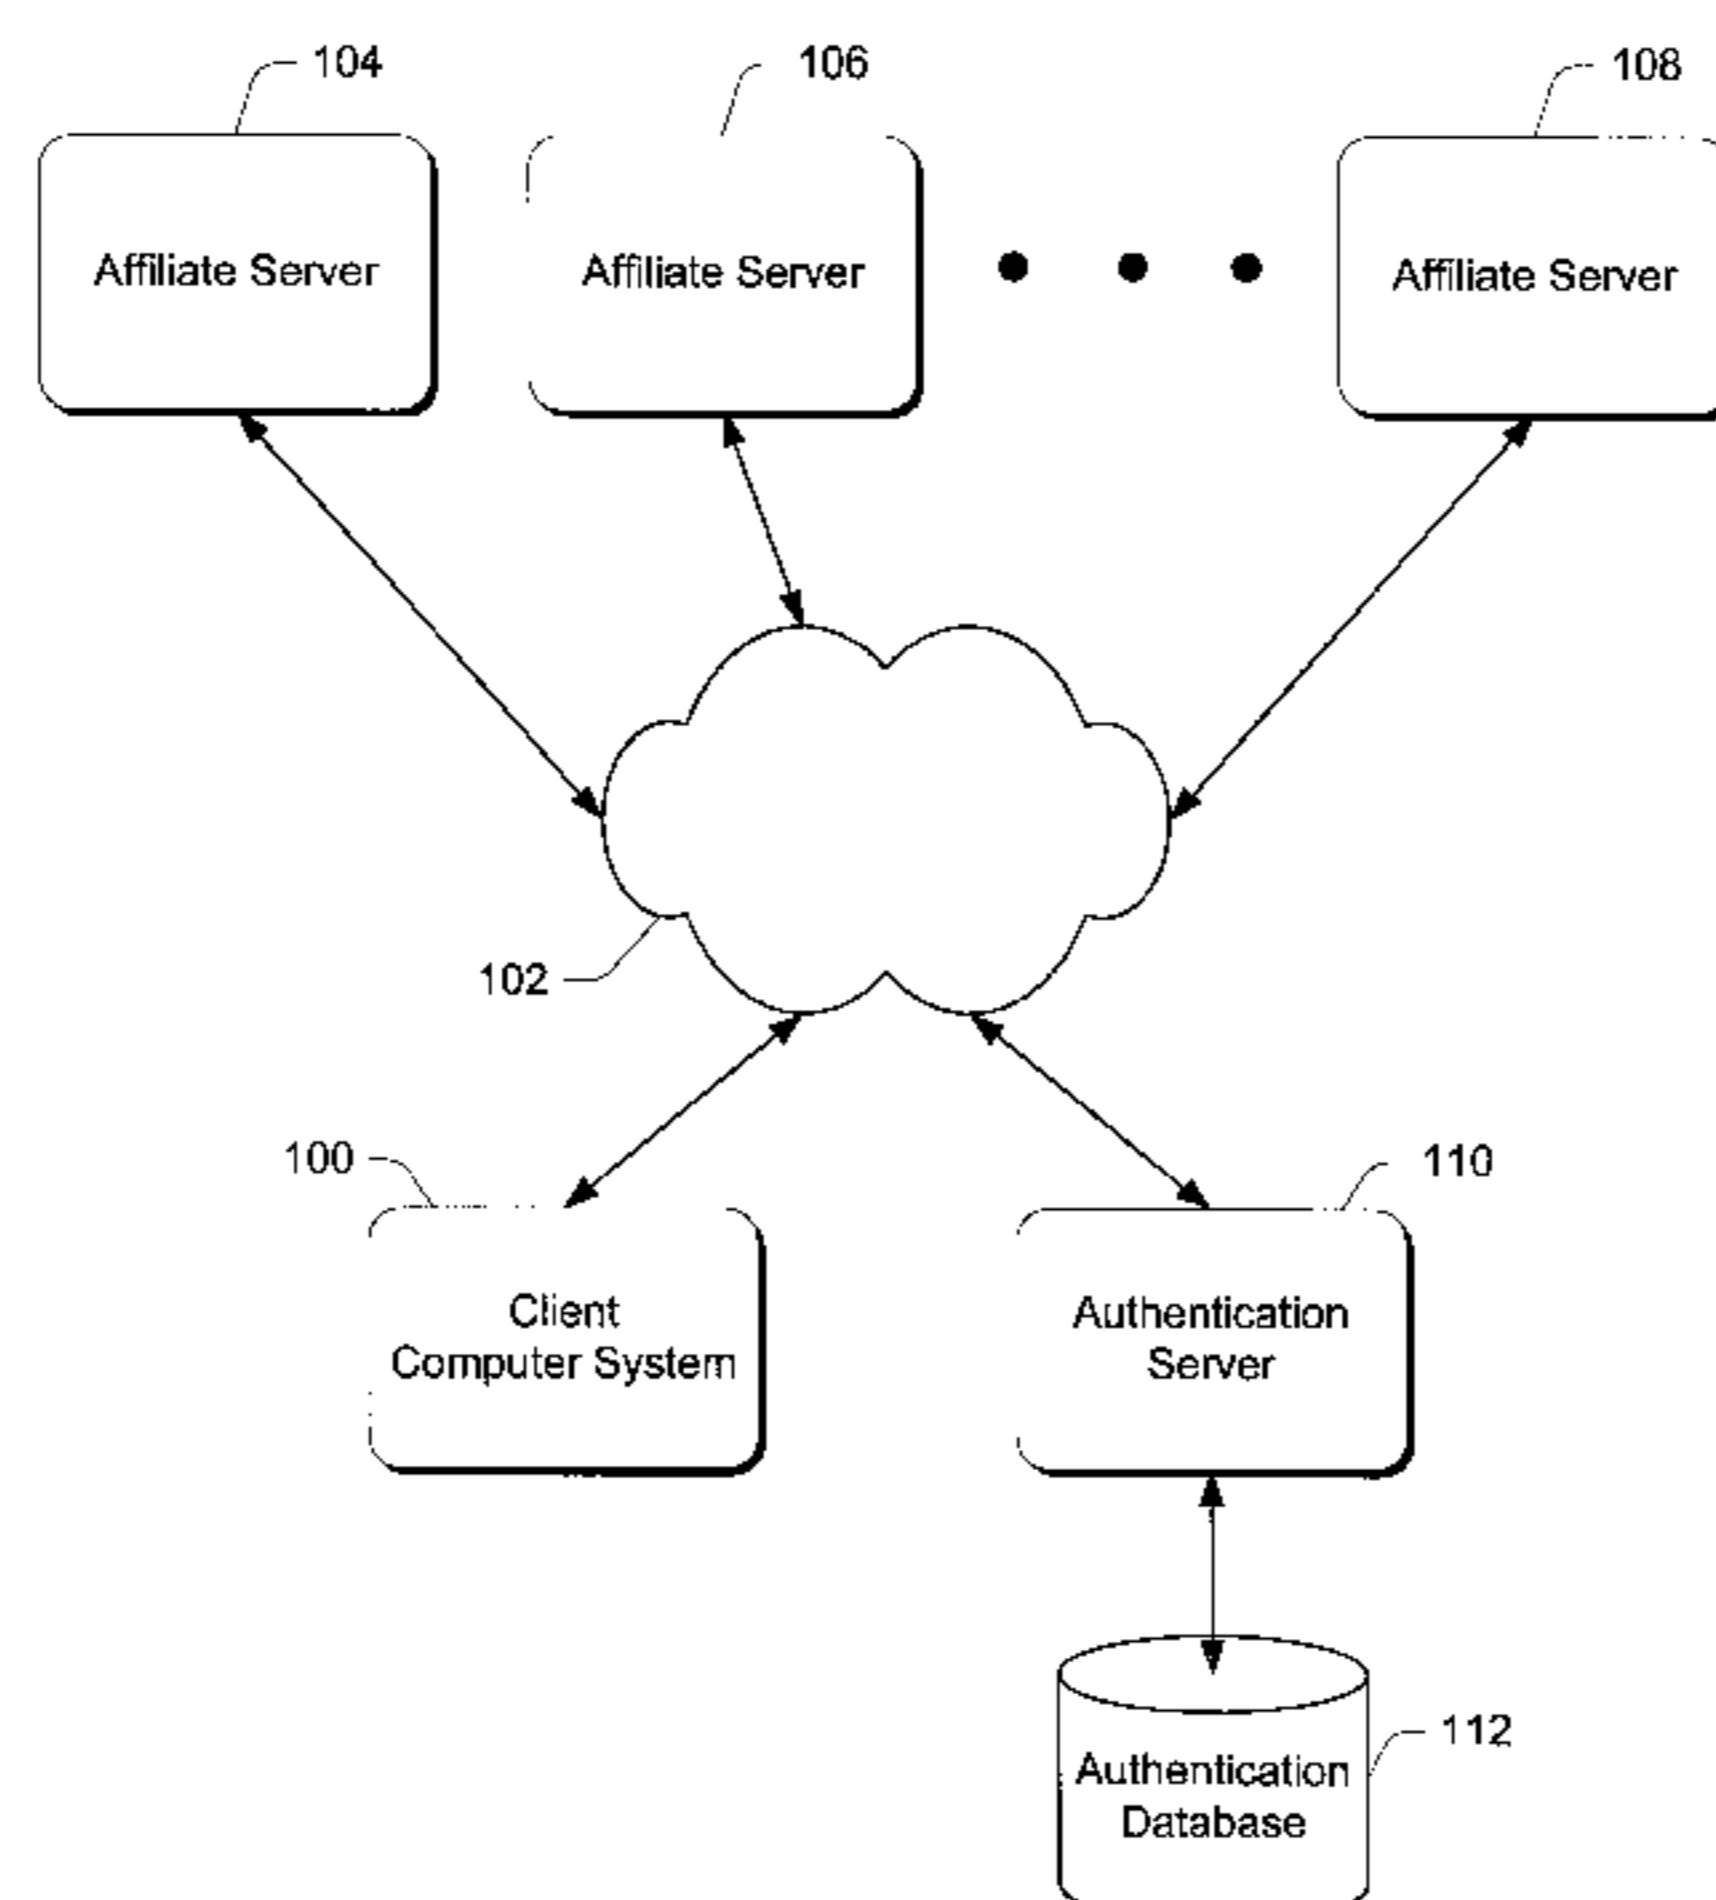 104
106
108
Affiliate Server
Affiliate Server
Affiliate Server
102
100
110
Client
Computer System
Authentication
Server
112
Authentication
Database